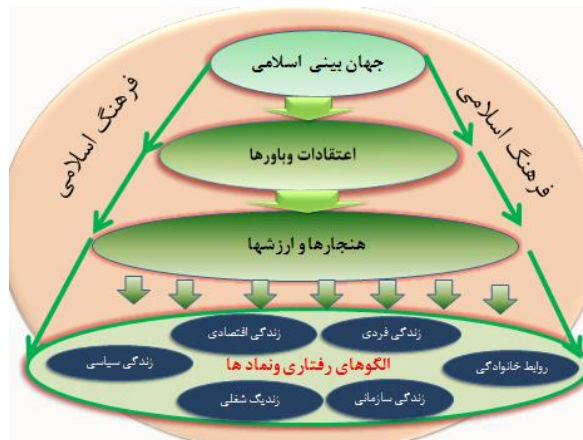 جهان بینی اسلامی
فرهنگ اسلامی
فرهنگ اسلامی
اعتقادات وباورها
هنجارها و ارزشها
زندگی فردی
زندگی اقتصادی
روابط خانوادگی
الگوهای رفتاری ونماد ها
زندگی سیاسی
زندگی سازمانی
زندیگ شغلی